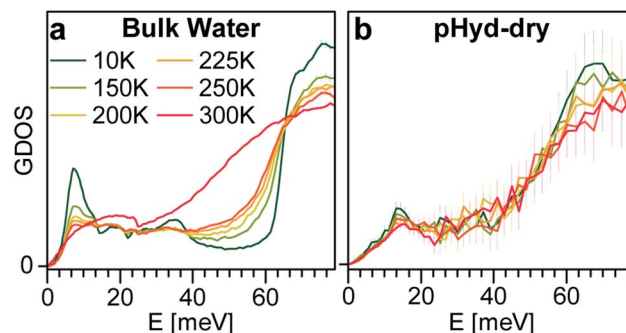 a Bulk Water
10K 225K
150K 250K
200K 300K
GDOS
0
0 20 40 60
E [meV]
b pHyd-dry
0 20 40 60
E [meV]